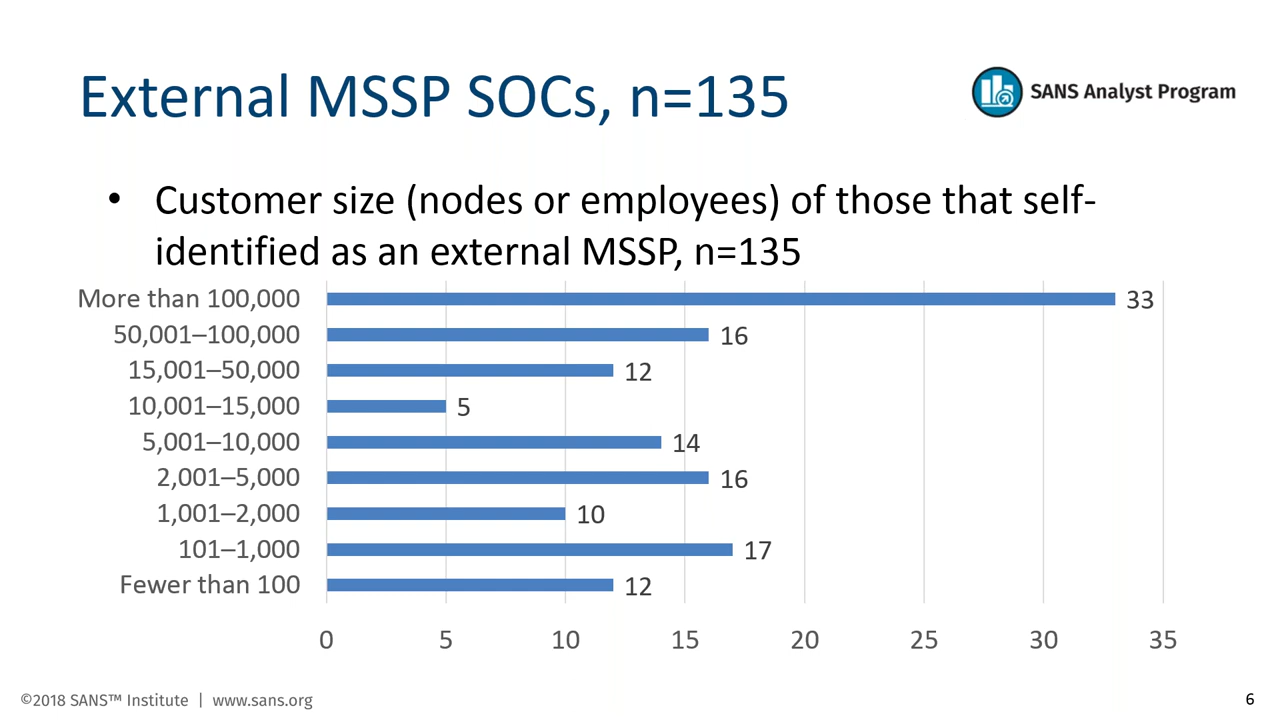 External MSSP SOCs, n=135
SANS Analyst Program
• Customer size (nodes or employees) of those that self-
identified as an external MSSP, n=135
More than 100,000 33
50,001–100,000 16
15,001–50,000 12
10,001–15,000 5
5,001–10,000 14
2,001–5,000 16
1,001–2,000 10
101–1,000 17
Fewer than 100 12
0 5 10 15 20 25 30 35
©2018 SANS™ Institute | www.sans.org
6